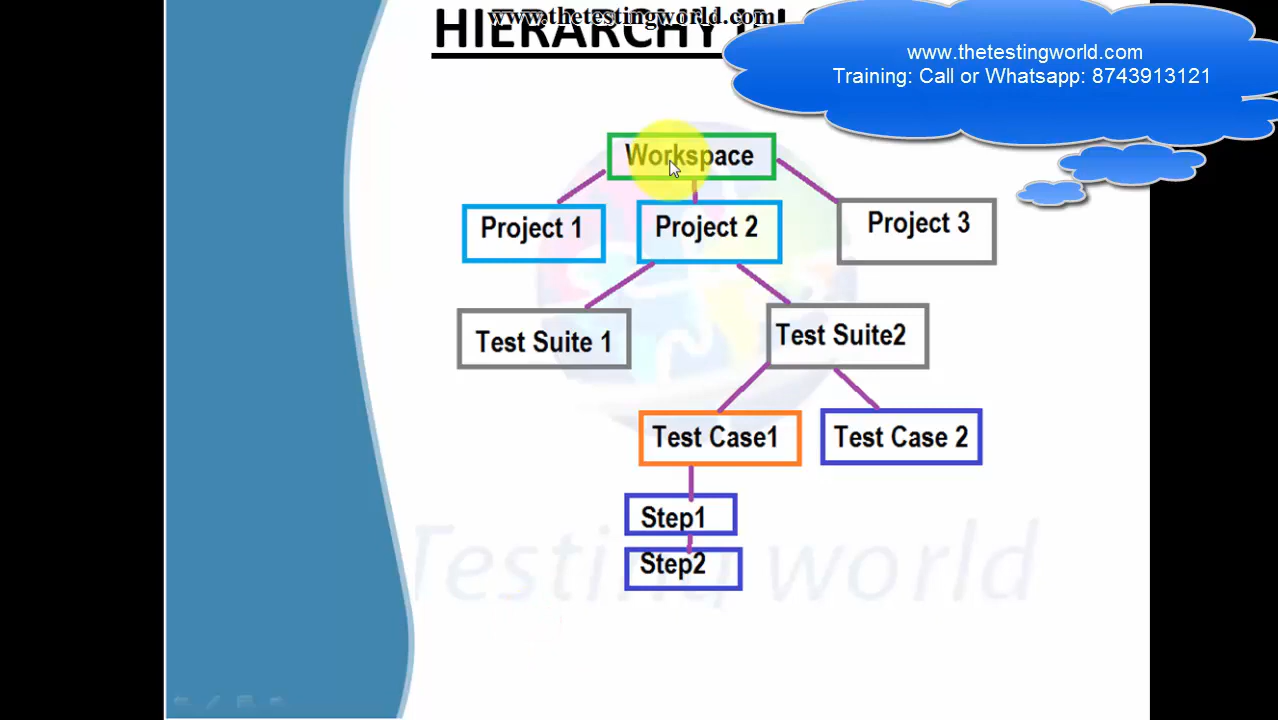 www.thetestingworld.com
HIERARCHY
www.thetestingworld.com
Training: Call or Whatsapp: 8743913121
Workspace
Project 1
Project 2
Project 3
Test Suite 1
Test Suite2
Test Case1
Test Case 2
Step1
Step2
Testing world